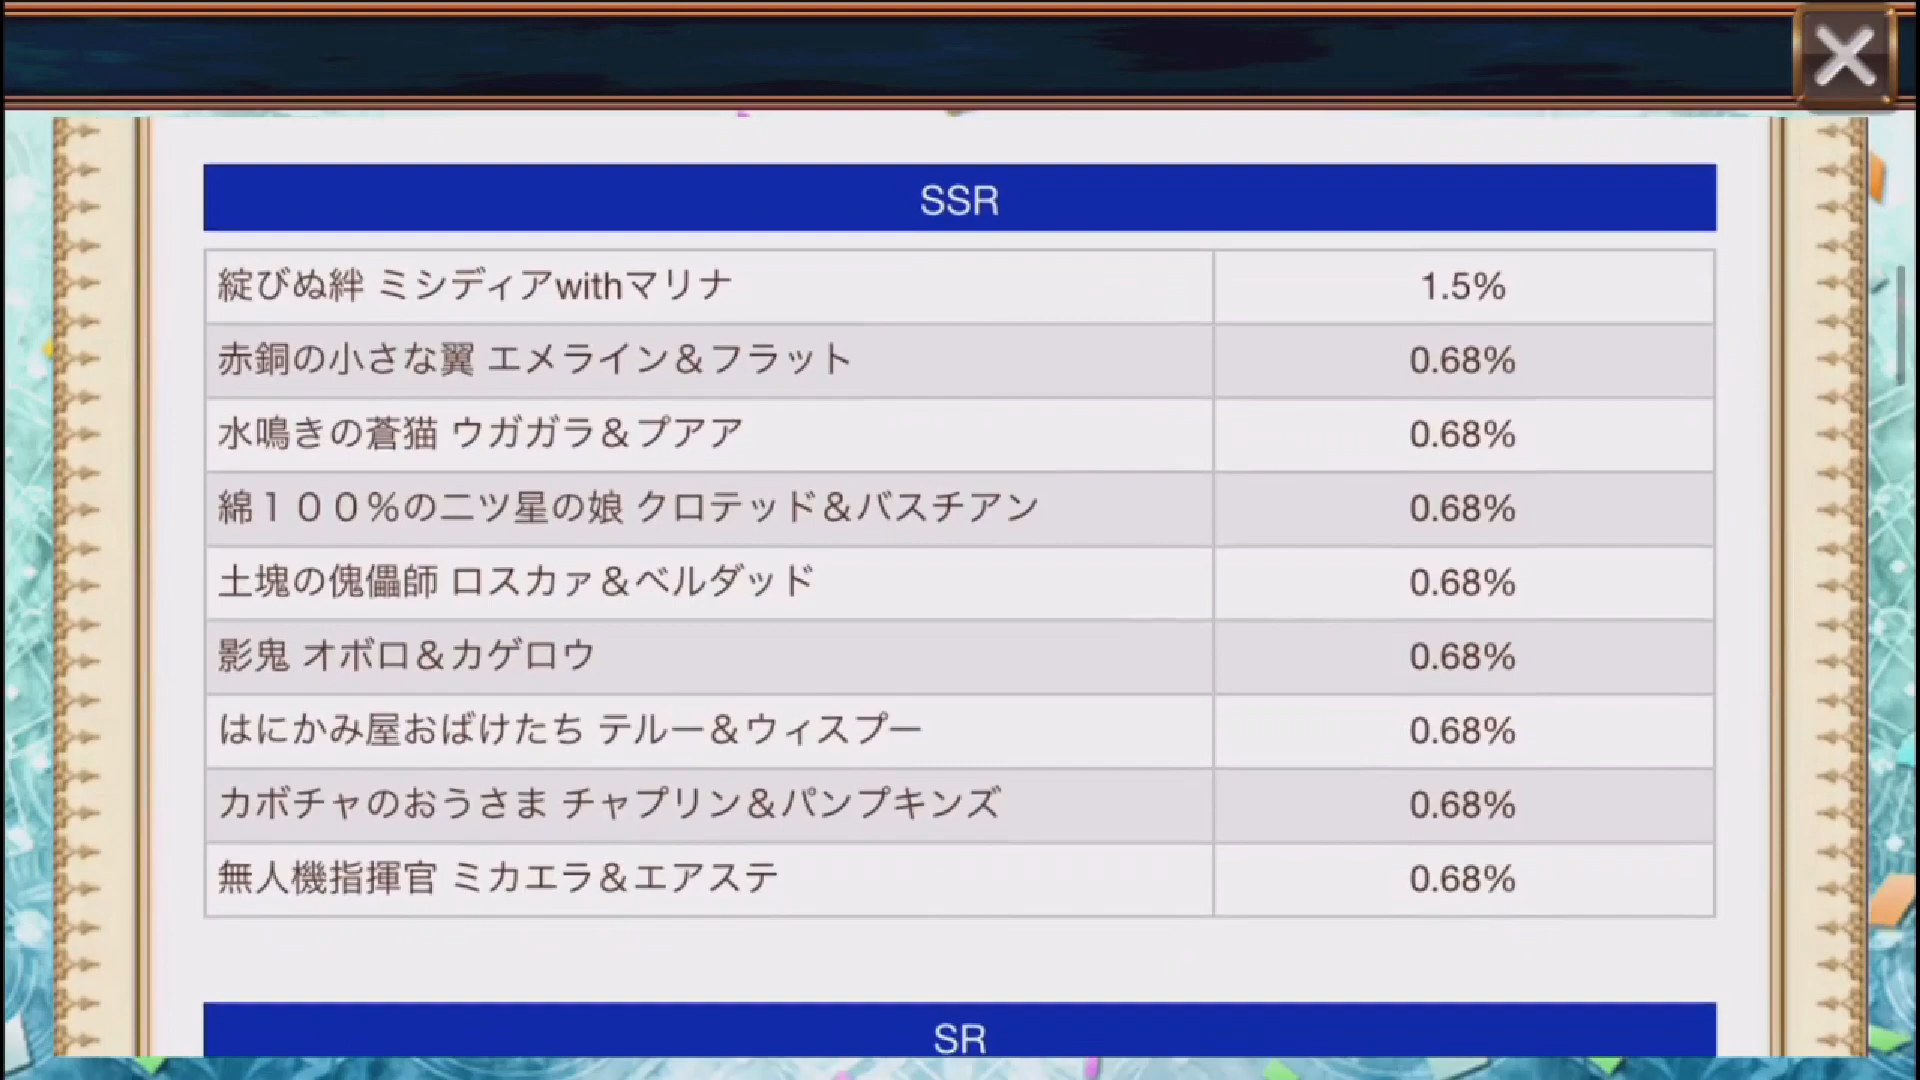 SSR
綻びぬ絆 ミシディアwithマリナ 1.5%
赤銅の小さな翼 エメライン＆フラット 0.68%
水鳴きの蒼猫 ウガガラ＆プアア 0.68%
綿１００％の二ツ星の娘 クロテッド＆バスチアン 0.68%
土塊の傀儡師 ロスカァ＆ベルダッド 0.68%
影鬼 オボロ＆カゲロウ 0.68%
はにかみ屋おばけたち テルー＆ウィスプー 0.68%
カボチャのおうさま チャプリン＆パンプキンズ 0.68%
無人機指揮官 ミカエラ＆エアステ 0.68%
SR